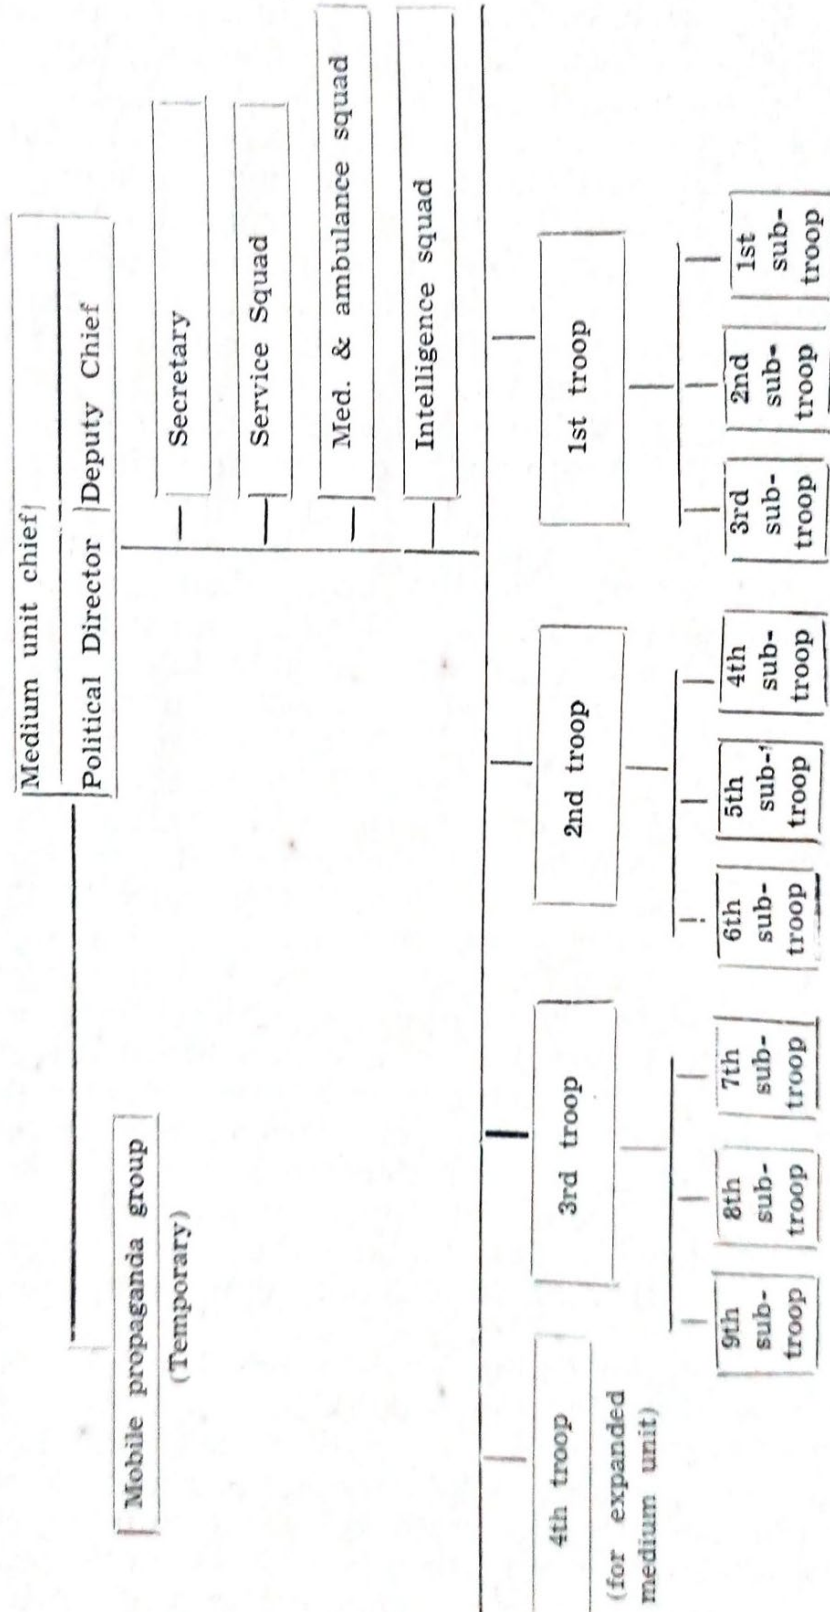 Medium unit chief
Political Director Deputy Chief
Mobile propaganda group
(Temporary)
Secretary
Service Squad
Med. & ambulance squad
Intelligence squad
4th troop
(for expanded
medium unit)
3rd troop
2nd troop
1st troop
9th
sub-
troop
8th
sub-
troop
7th
sub-
troop
6th
sub-
troop
5th
sub-
troop
4th
sub-
troop
3rd
sub-
troop
2nd
sub-
troop
1st
sub-
troop